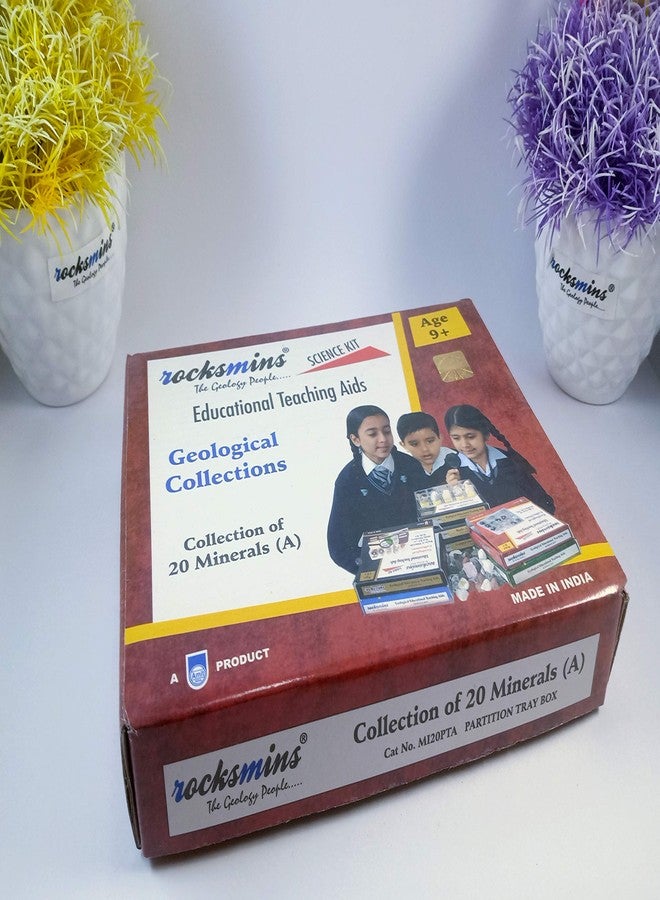 rocksmins®
The Geology People....
rocksmins®
The Geology People....
rocksmins®
The Geology People.....
SCIENCE KIT
Age
9+
Educational Teaching Aids
Geological
Collections
Collection of
20 Minerals (A)
MADE IN INDIA
A
PRODUCT
rocksmins®
The Geology People.....
Collection of 20 Minerals (A)
Cat No. MI20PTA PARTITION TRAY BOX